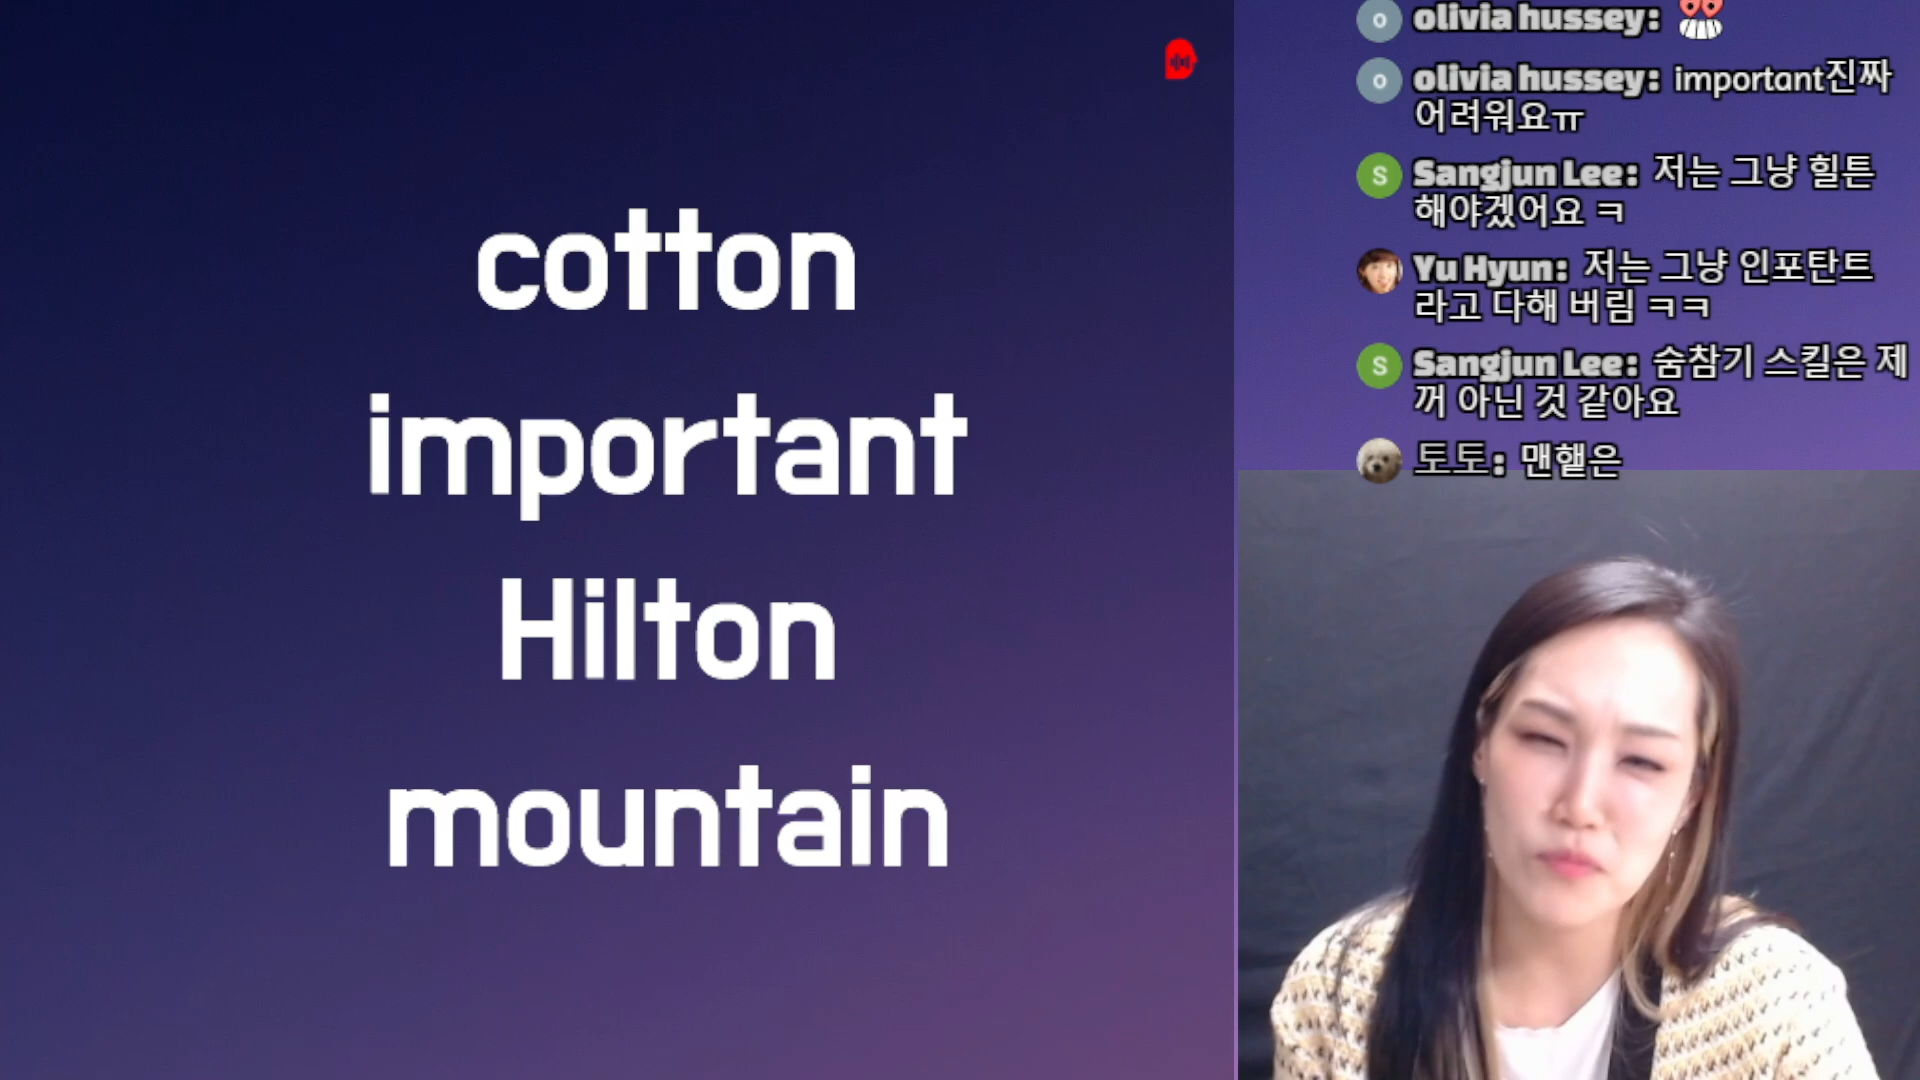 cotton
important
Hilton
mountain
olivia hussey:
olivia hussey: important진짜
어려워요ㅠ
Sangjun Lee: 저는 그냥 힐튼
해야겠어요 ㅋ
Yu Hyun: 저는 그냥 인포탄트
라고 다해 버림 ㅋㅋ
Sangjun Lee: 숨참기 스킬은 제
꺼 아닌 것 같아요
토토: 맨핼은